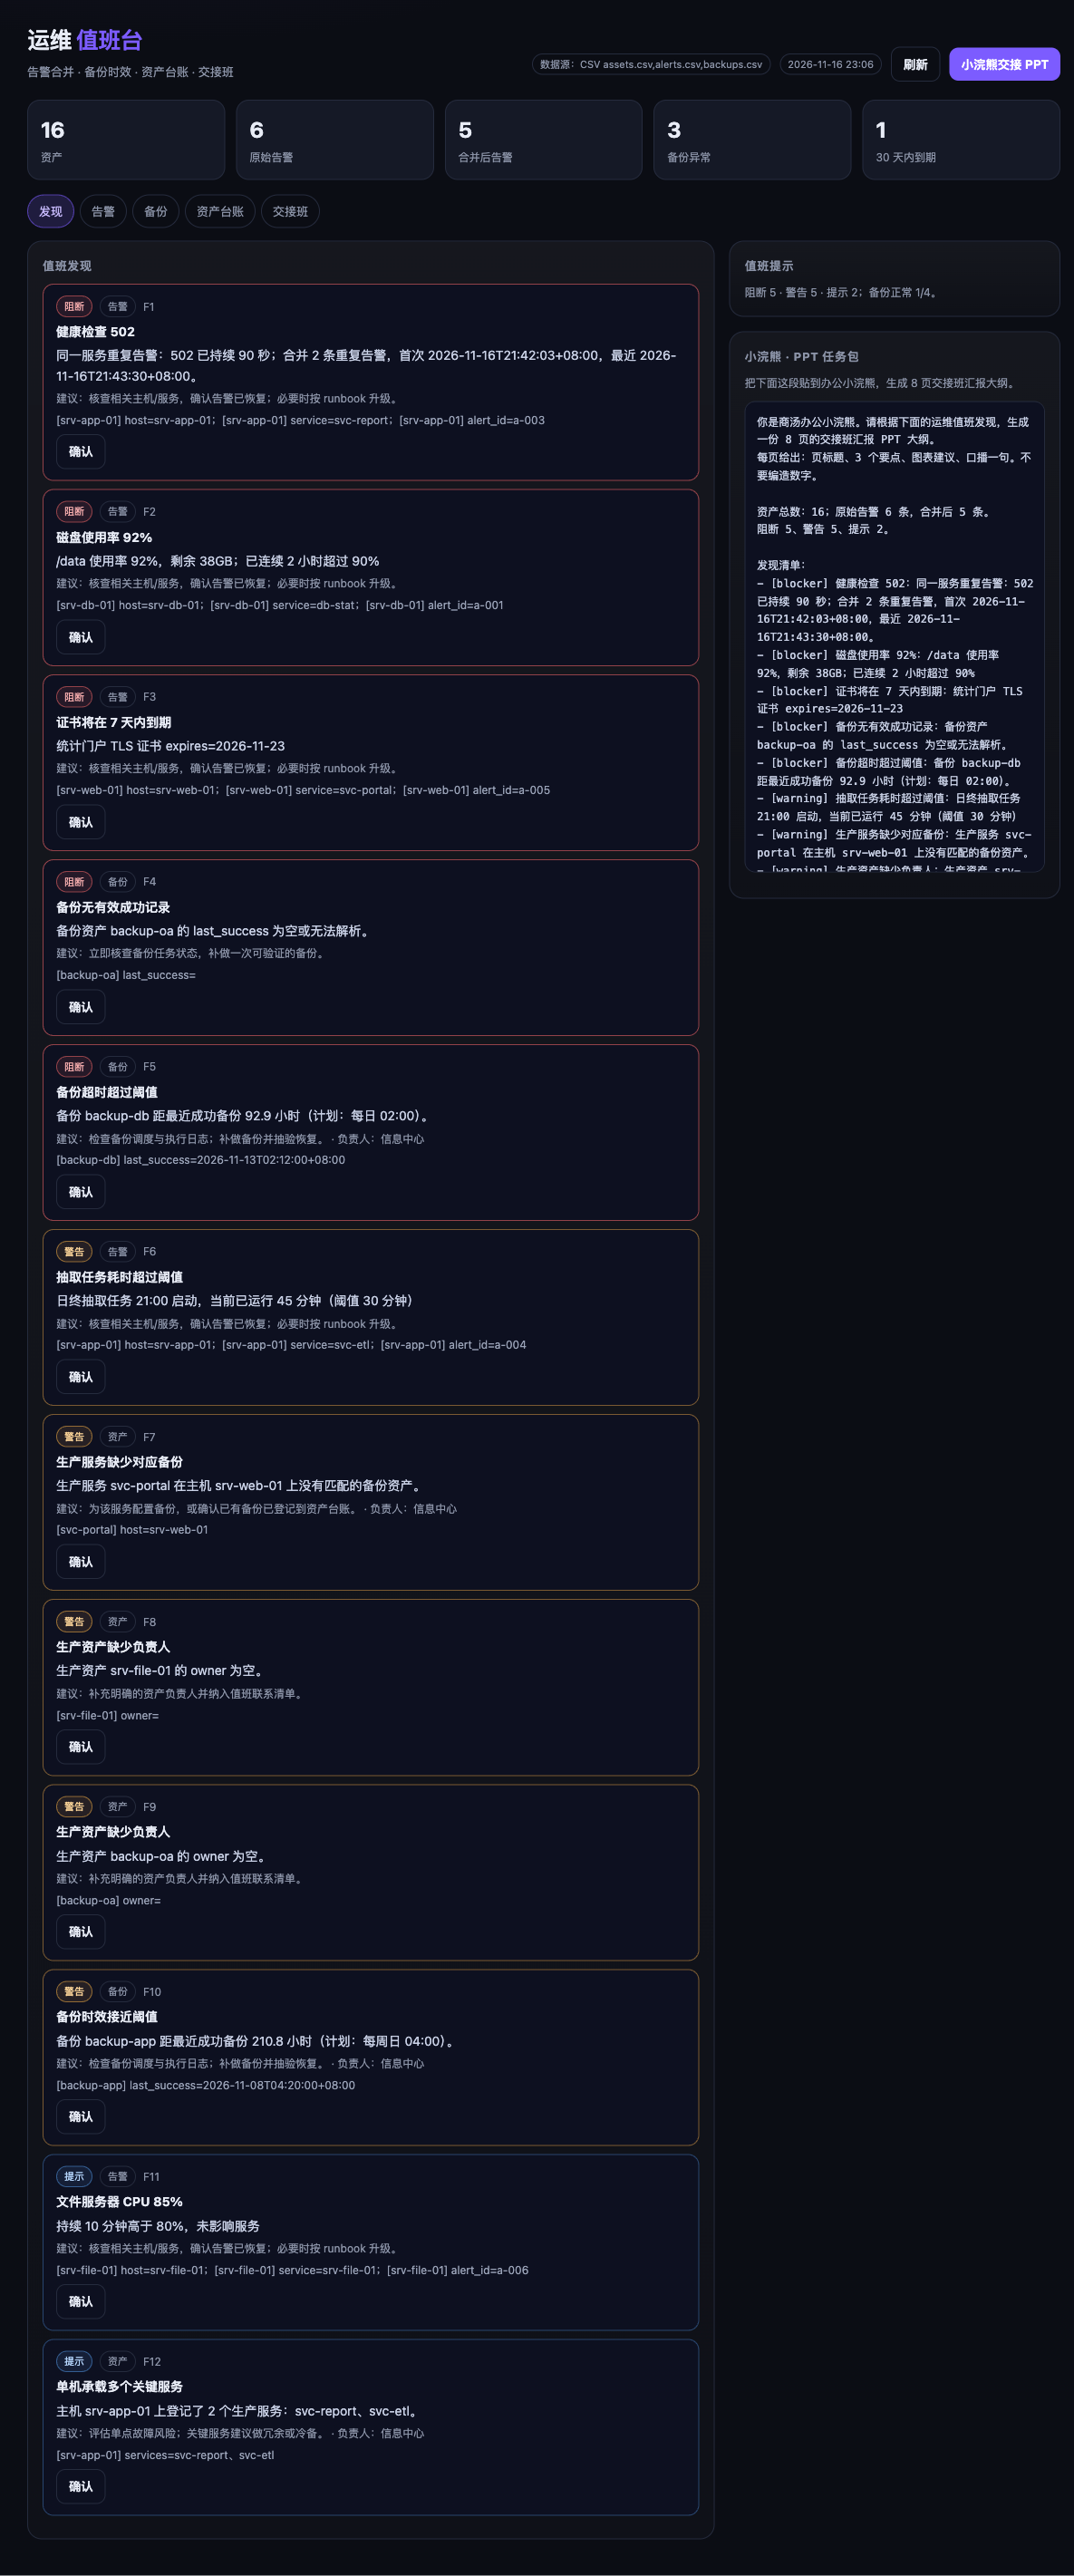 运维 值班台
告警合并 · 备份时效 · 资产台账 · 交接班
数据源：CSV assets.csv,alerts.csv,backups.csv
2026-11-16 23:06
刷新
小浣熊交接 PPT
16
资产
6
原始告警
5
合并后告警
3
备份异常
1
30 天内到期
发现
告警
备份
资产台账
交接班
值班发现
阻断 告警 F1
健康检查 502
同一服务重复告警：502 已持续 90 秒；合并 2 条重复告警，首次 2026-11-16T21:42:03+08:00，最近 2026-
11-16T21:43:30+08:00。
建议：核查相关主机/服务，确认告警已恢复；必要时按 runbook 升级。
[srv-app-01] host=srv-app-01；[srv-app-01] service=svc-report；[srv-app-01] alert_id=a-003
确认
阻断 告警 F2
磁盘使用率 92%
/data 使用率 92%，剩余 38GB；已连续 2 小时超过 90%
建议：核查相关主机/服务，确认告警已恢复；必要时按 runbook 升级。
[srv-db-01] host=srv-db-01；[srv-db-01] service=db-stat；[srv-db-01] alert_id=a-001
确认
阻断 告警 F3
证书将在 7 天内到期
统计门户 TLS 证书 expires=2026-11-23
建议：核查相关主机/服务，确认告警已恢复；必要时按 runbook 升级。
[srv-web-01] host=srv-web-01；[srv-web-01] service=svc-portal；[srv-web-01] alert_id=a-005
确认
阻断 备份 F4
备份无有效成功记录
备份资产 backup-oa 的 last_success 为空或无法解析。
建议：立即核查备份任务状态，补做一次可验证的备份。
[backup-oa] last_success=
确认
阻断 备份 F5
备份超时超过阈值
备份 backup-db 距最近成功备份 92.9 小时（计划：每日 02:00）。
建议：检查备份调度与执行日志；补做备份并抽验恢复。 · 负责人：信息中心
[backup-db] last_success=2026-11-13T02:12:00+08:00
确认
警告 告警 F6
抽取任务耗时超过阈值
日终抽取任务 21:00 启动，当前已运行 45 分钟（阈值 30 分钟）
建议：核查相关主机/服务，确认告警已恢复；必要时按 runbook 升级。
[srv-app-01] host=srv-app-01；[srv-app-01] service=svc-etl；[srv-app-01] alert_id=a-004
确认
警告 资产 F7
生产服务缺少对应备份
生产服务 svc-portal 在主机 srv-web-01 上没有匹配的备份资产。
建议：为该服务配置备份，或确认已有备份已登记到资产台账。 · 负责人：信息中心
[svc-portal] host=srv-web-01
确认
警告 资产 F8
生产资产缺少负责人
生产资产 srv-file-01 的 owner 为空。
建议：补充明确的资产负责人并纳入值班联系清单。
[srv-file-01] owner=
确认
警告 资产 F9
生产资产缺少负责人
生产资产 backup-oa 的 owner 为空。
建议：补充明确的资产负责人并纳入值班联系清单。
[backup-oa] owner=
确认
警告 备份 F10
备份时效接近阈值
备份 backup-app 距最近成功备份 210.8 小时（计划：每周日 04:00）。
建议：检查备份调度与执行日志；补做备份并抽验恢复。 · 负责人：信息中心
[backup-app] last_success=2026-11-08T04:20:00+08:00
确认
提示 告警 F11
文件服务器 CPU 85%
持续 10 分钟高于 80%，未影响服务
建议：核查相关主机/服务，确认告警已恢复；必要时按 runbook 升级。
[srv-file-01] host=srv-file-01；[srv-file-01] service=srv-file-01；[srv-file-01] alert_id=a-006
确认
提示 资产 F12
单机承载多个关键服务
主机 srv-app-01 上登记了 2 个生产服务：svc-report、svc-etl。
建议：评估单点故障风险；关键服务建议做冗余或冷备。 · 负责人：信息中心
[srv-app-01] services=svc-report、svc-etl
确认
值班提示
阻断 5 · 警告 5 · 提示 2；备份正常 1/4。
小浣熊 · PPT 任务包
把下面这段贴到办公小浣熊，生成 8 页交接班汇报大纲。
你是商汤办公小浣熊。请根据下面的运维值班发现，生成
一份 8 页的交接班汇报 PPT 大纲。
每页给出：页标题、3 个要点、图表建议、口播一句。不
要编造数字。
资产总数：16；原始告警 6 条，合并后 5 条。
阻断 5、警告 5、提示 2。
发现清单：
- [blocker] 健康检查 502：同一服务重复告警：502
已持续 90 秒；合并 2 条重复告警，首次 2026-11-
16T21:42:03+08:00，最近 2026-11-
16T21:43:30+08:00。
- [blocker] 磁盘使用率 92%：/data 使用率
92%，剩余 38GB；已连续 2 小时超过 90%
- [blocker] 证书将在 7 天内到期：统计门户 TLS
证书 expires=2026-11-23
- [blocker] 备份无有效成功记录：备份资产
backup-oa 的 last_success 为空或无法解析。
- [blocker] 备份超时超过阈值：备份 backup-db
距最近成功备份 92.9 小时（计划：每日 02:00）。
- [warning] 抽取任务耗时超过阈值：日终抽取任务
21:00 启动，当前已运行 45 分钟（阈值 30 分钟）
- [warning] 生产服务缺少对应备份：生产服务 svc-
portal 在主机 srv-web-01 上没有匹配的备份资产。
- [warning] 生产资产缺少负责人：生产资产 srv-